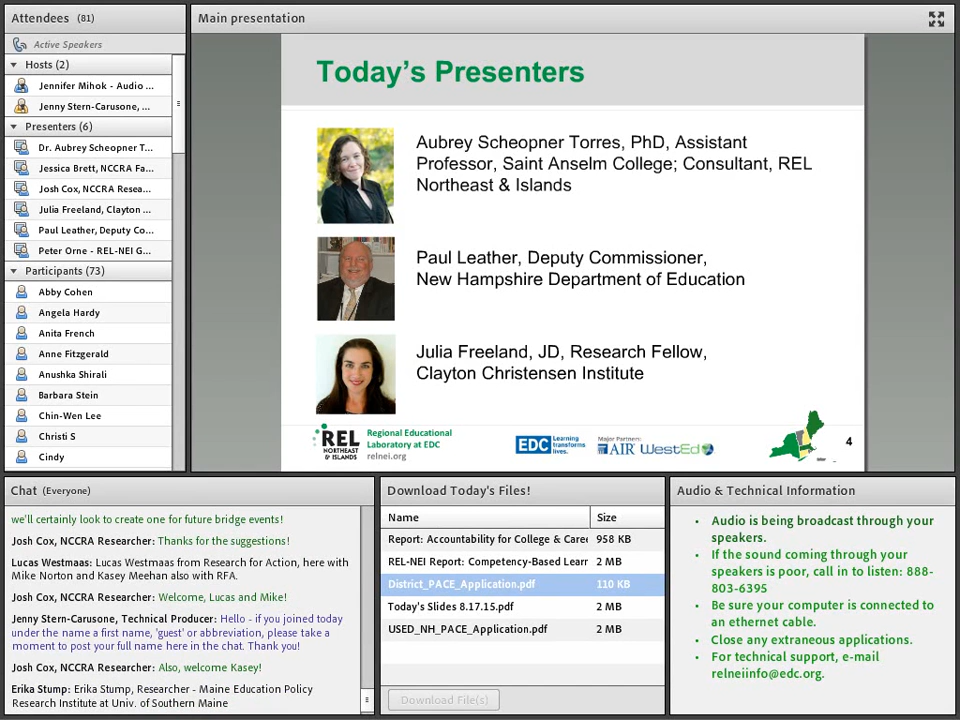 Attendees (81)
Active Speakers
Hosts (2)
Jennifer Mihok - Audio ...
Jenny Stern-Carusone, ...
Presenters (6)
Dr. Aubrey Scheopner T...
Jessica Brett, NCCRA Fa...
Josh Cox, NCCRA Resea...
Julia Freeland, Clayton ...
Paul Leather, Deputy Co...
Peter Orne - REL-NEI G...
Participants (73)
Abby Cohen
Angela Hardy
Anita French
Anne Fitzgerald
Anushka Shirali
Barbara Stein
Chin-Wen Lee
Christi S
Cindy
Main presentation
Today's Presenters
Aubrey Scheopner Torres, PhD, Assistant
Professor, Saint Anselm College; Consultant, REL
Northeast & Islands
Paul Leather, Deputy Commissioner,
New Hampshire Department of Education
Julia Freeland, JD, Research Fellow,
Clayton Christensen Institute
REL
NORTHEAST
& ISLANDS
Regional Educational
Laboratory at EDC
relnei.org
EDC
Learning
transforms
lives.
Major Partners:
AIR WestEd
4
Chat (Everyone)
we'll certainly look to create one for future bridge events!
Josh Cox, NCCRA Researcher: Thanks for the suggestions!
Lucas Westmaas: Lucas Westmaas from Research for Action, here with
Mike Norton and Kasey Meehan also with RFA.
Josh Cox, NCCRA Researcher: Welcome, Lucas and Mike!
Jenny Stern-Carusone, Technical Producer: Hello - if you joined today
under the name a first name, 'guest' or abbreviation, please take a
moment to post your full name here in the chat. Thank you!
Josh Cox, NCCRA Researcher: Also, welcome Kasey!
Erika Stump: Erika Stump, Researcher - Maine Education Policy
Research Institute at Univ. of Southern Maine
Download Today's Files!
Name Size
Report: Accountability for College & Caree 958 KB
REL-NEI Report: Competency-Based Learr 2 MB
District_PACE_Application.pdf 110 KB
Today's Slides 8.17.15.pdf 2 MB
USED_NH_PACE_Application.pdf 2 MB
Download File(s)
Audio & Technical Information
• Audio is being broadcast through your
speakers.
• If the sound coming through your
speakers is poor, call in to listen: 888-
803-6395
• Be sure your computer is connected to
an ethernet cable.
• Close any extraneous applications.
• For technical support, e-mail
relneiinfo@edc.org.